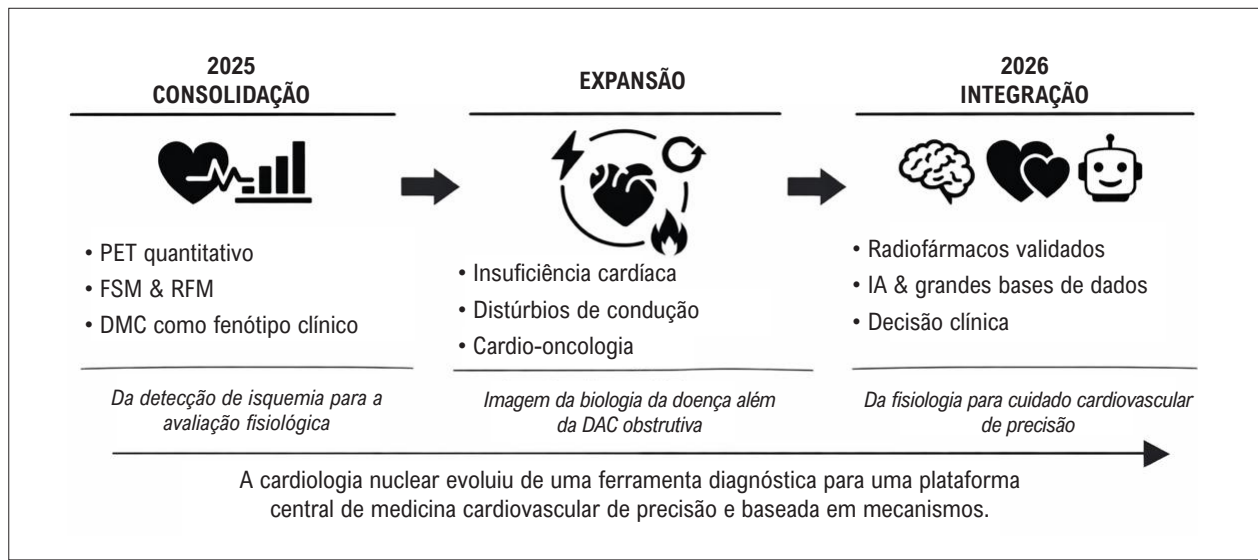 2025
CONSOLIDAÇÃO
• PET quantitativo
• FSM & RFM
• DMC como fenótipo clínico
Da detecção de isquemia para a
avaliação fisiológica
EXPANSÃO
• Insuficiência cardíaca
• Distúrbios de condução
• Cardio-oncologia
Imagem da biologia da doença além
da DAC obstrutiva
2026
INTEGRAÇÃO
• Radiofármacos validados
• IA & grandes bases de dados
• Decisão clínica
Da fisiologia para cuidado cardiovascular
de precisão
A cardiologia nuclear evoluiu de uma ferramenta diagnóstica para uma plataforma
central de medicina cardiovascular de precisão e baseada em mecanismos.